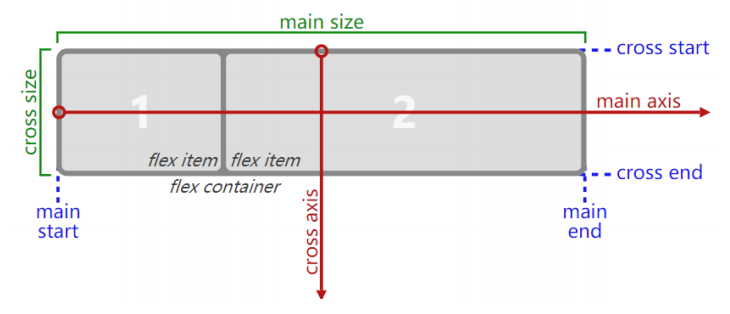 main size
cross start
cross size
1
2
main axis
flex item
flex item
cross end
flex container
main
start
cross axis
main
end